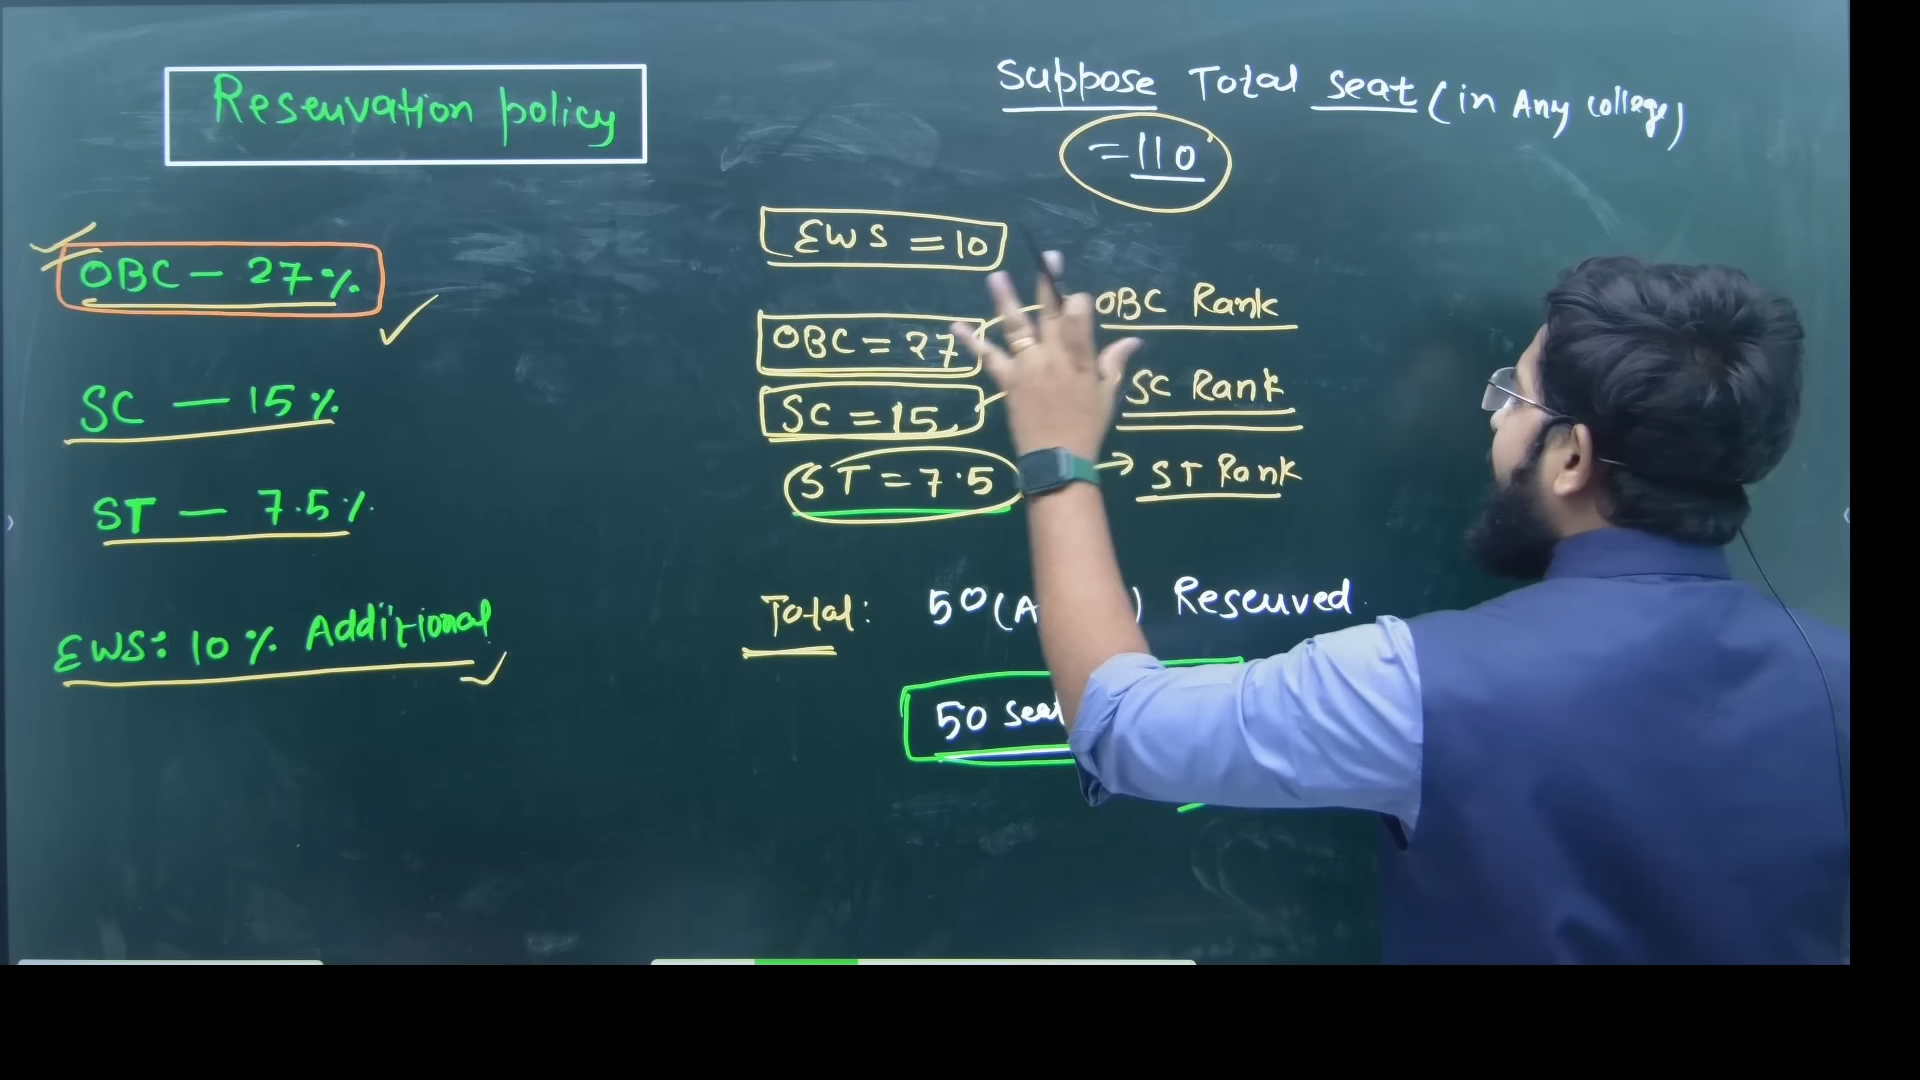 Reservation policy
OBC - 27%
SC - 15%
ST - 7.5%
EWS: 10% Additional
Suppose Total seat (in Any college)
= 110
EWS = 10
OBC = 27 OBC Rank
SC = 15 SC Rank
ST = 7.5 → ST Rank
Total: 50 Reserved
50